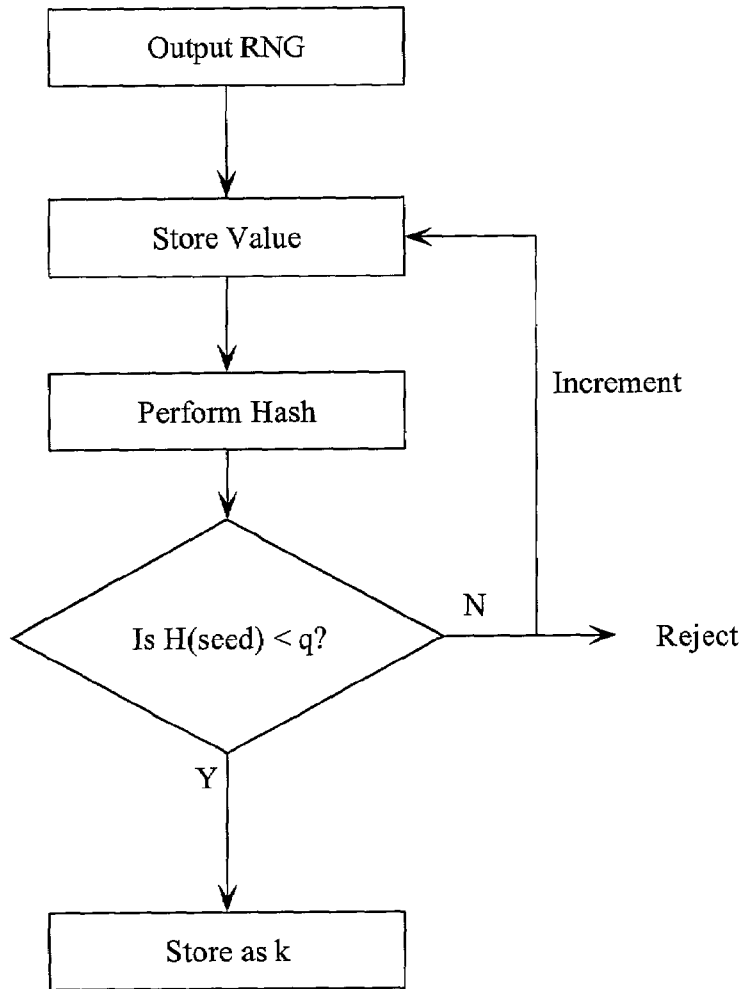 Output RNG
Store Value
Increment
Perform Hash
N
Is H(seed) < q?
Reject
Y
Store as k